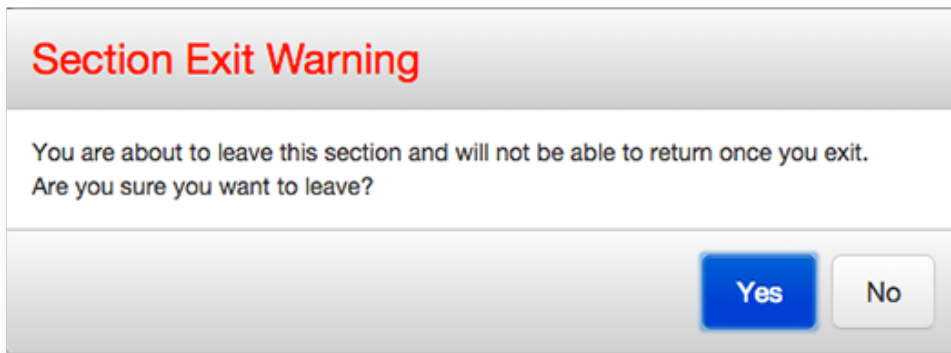 Section Exit Warning
You are about to leave this section and will not be able to return once you exit.
Are you sure you want to leave?
Yes No